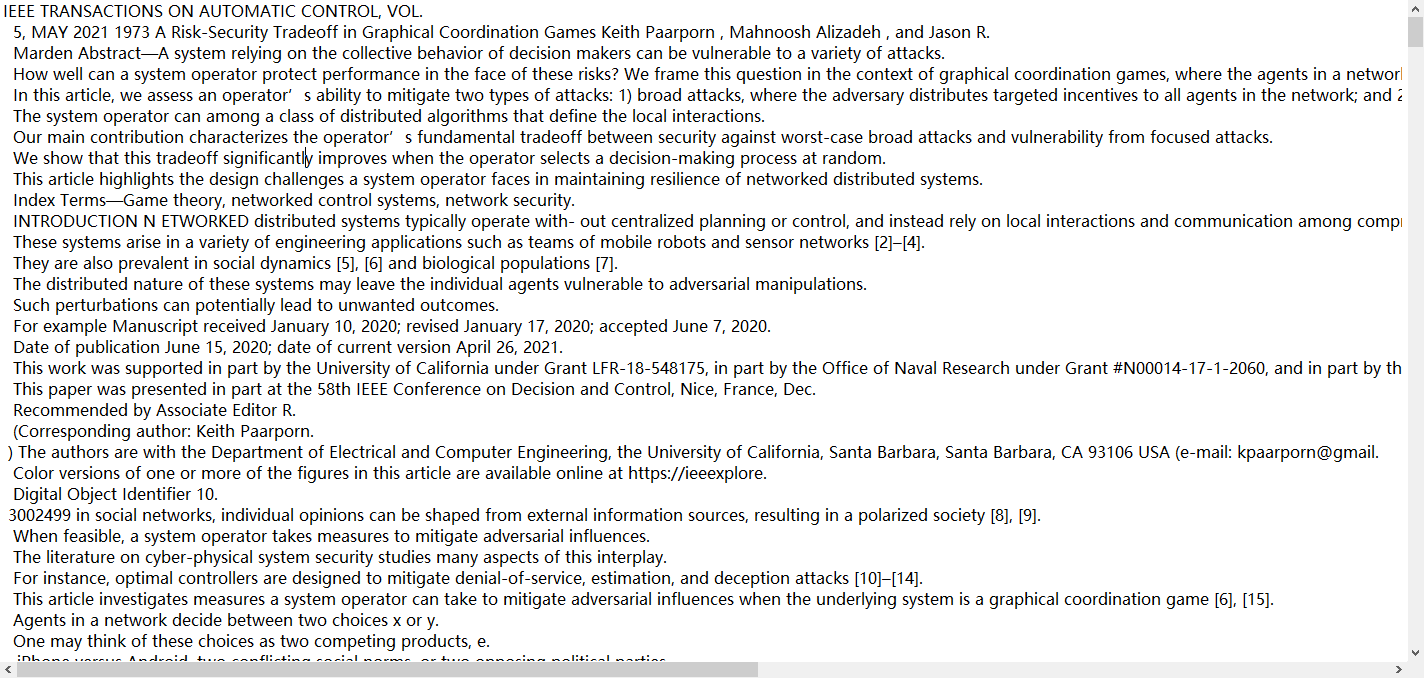 IEEE TRANSACTIONS ON AUTOMATIC CONTROL, VOL.
5, MAY 2021 1973 A Risk-Security Tradeoff in Graphical Coordination Games Keith Paarporn , Mahnoosh Alizadeh , and Jason R.
Marden Abstract—A system relying on the collective behavior of decision makers can be vulnerable to a variety of attacks.
How well can a system operator protect performance in the face of these risks? We frame this question in the context of graphical coordination games, where the agents in a
In this article, we assess an operator’s ability to mitigate two types of attacks: 1) broad attacks, where the adversary distributes targeted incentives to all agents in the network; and
The system operator can among a class of distributed algorithms that define the local interactions.
Our main contribution characterizes the operator’s fundamental tradeoff between security against worst-case broad attacks and vulnerability from focused attacks.
We show that this tradeoff significantly improves when the operator selects a decision-making process at random.
This article highlights the design challenges a system operator faces in maintaining resilience of networked distributed systems.
Index Terms—Game theory, networked control systems, network security.
INTRODUCTION N ETWORKED distributed systems typically operate with- out centralized planning or control, and instead rely on local interactions and communication among
These systems arise in a variety of engineering applications such as teams of mobile robots and sensor networks [2]–[4].
They are also prevalent in social dynamics [5], [6] and biological populations [7].
The distributed nature of these systems may leave the individual agents vulnerable to adversarial manipulations.
Such perturbations can potentially lead to unwanted outcomes.
For example Manuscript received January 10, 2020; revised January 17, 2020; accepted June 7, 2020.
Date of publication June 15, 2020; date of current version April 26, 2021.
This work was supported in part by the University of California under Grant LFR-18-548175, in part by the Office of Naval Research under Grant #N00014-17-1-2060, and in part by th
This paper was presented in part at the 58th IEEE Conference on Decision and Control, Nice, France, Dec.
Recommended by Associate Editor R.
(Corresponding author: Keith Paarporn.
) The authors are with the Department of Electrical and Computer Engineering, the University of California, Santa Barbara, Santa Barbara, CA 93106 USA (e-mail: kpaarporn@gmail.
Color versions of one or more of the figures in this article are available online at https://ieeexplore.
Digital Object Identifier 10.
3002499 in social networks, individual opinions can be shaped from external information sources, resulting in a polarized society [8], [9].
When feasible, a system operator takes measures to mitigate adversarial influences.
The literature on cyber-physical system security studies many aspects of this interplay.
For instance, optimal controllers are designed to mitigate denial-of-service, estimation, and deception attacks [10]–[14].
This article investigates measures a system operator can take to mitigate adversarial influences when the underlying system is a graphical coordination game [6], [15].
Agents in a network decide between two choices x or y.
One may think of these choices as two competing products, e.
iPhone versus Android, two conflicting social norms, or two opposing political parties